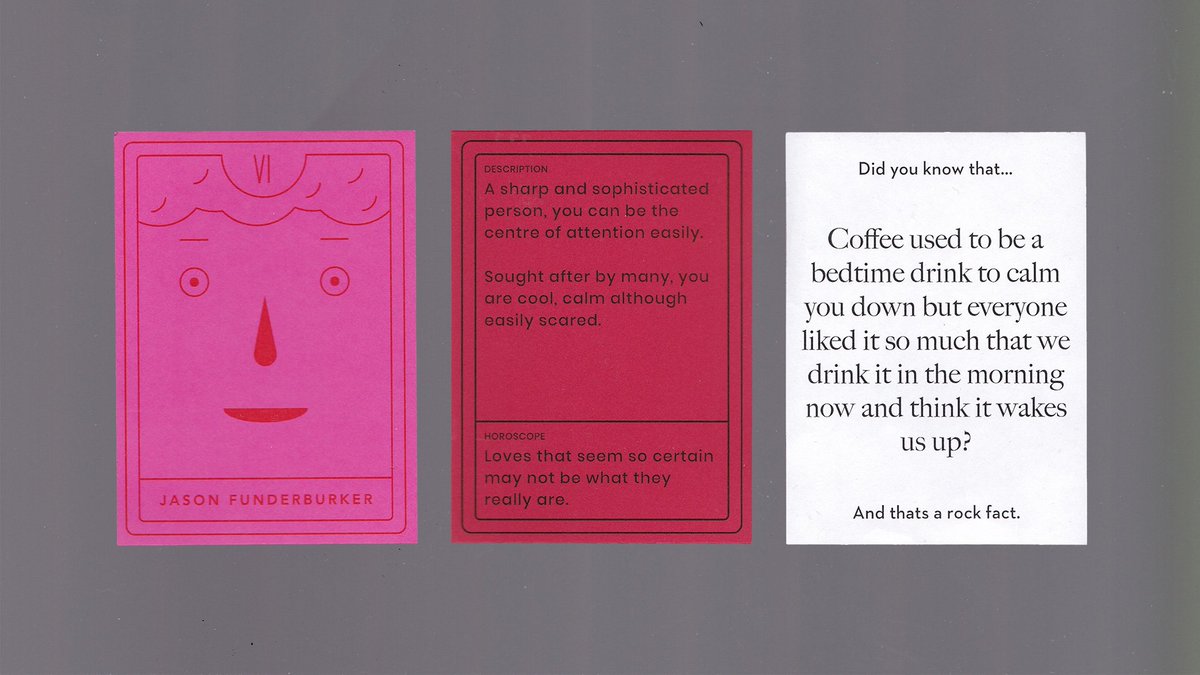 VI
JASON FUNDERBURKER
DESCRIPTION
A sharp and sophisticated
person, you can be the
centre of attention easily.
Sought after by many, you
are cool, calm although
easily scared.
HOROSCOPE
Loves that seem so certain
may not be what they
really are.
Did you know that...
Coffee used to be a
bedtime drink to calm
you down but everyone
liked it so much that we
drink it in the morning
now and think it wakes
us up?
And thats a rock fact.